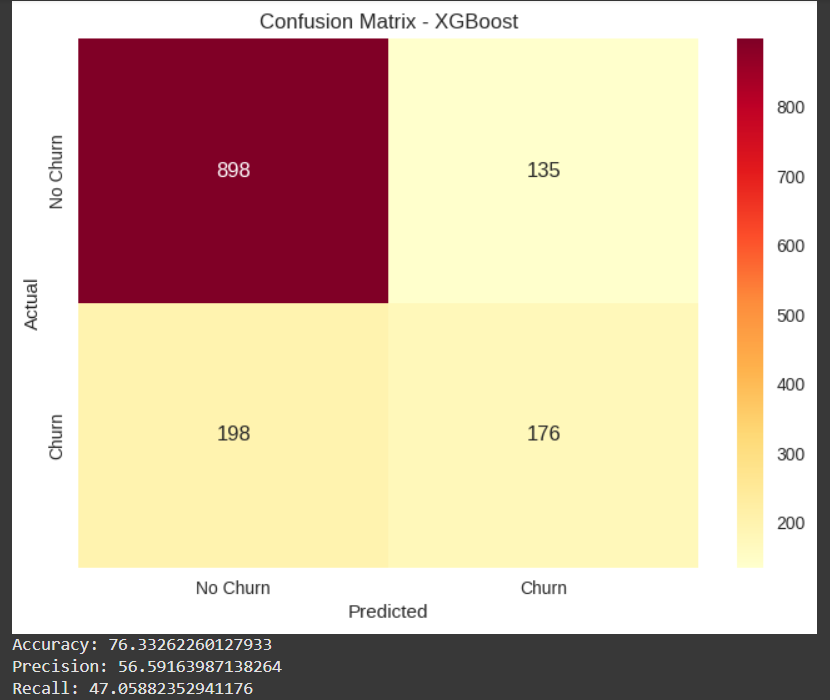 Confusion Matrix - XGBoost
Actual
No Churn
898
135
Churn
198
176
No Churn
Churn
Predicted
800
700
600
500
400
300
200
Accuracy: 76.33262260127933
Precision: 56.59163987138264
Recall: 47.05882352941176